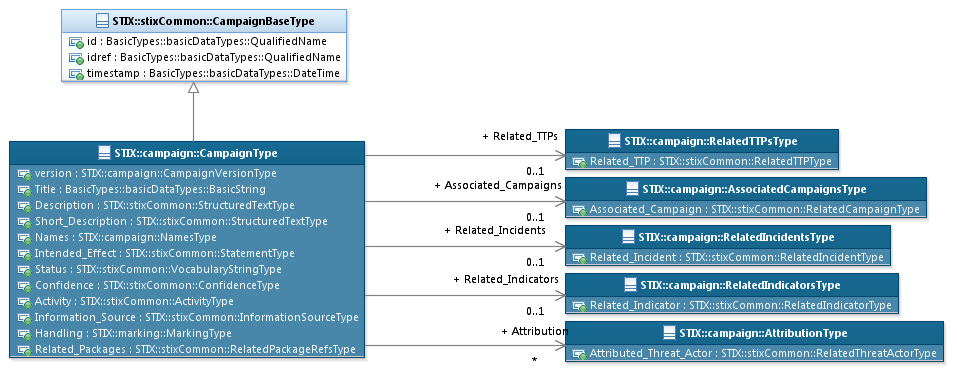 STIX::stixCommon::CampaignBaseType
id : BasicTypes::basicDataTypes::QualifiedName
idref : BasicTypes::basicDataTypes::QualifiedName
timestamp : BasicTypes::basicDataTypes::DateTime
STIX::campaign::CampaignType
version : STIX::campaign::CampaignVersionType
Title : BasicTypes::basicDataTypes::BasicString
Description : STIX::stixCommon::StructuredTextType
Short_Description : STIX::stixCommon::StructuredTextType
Names : STIX::campaign::NamesType
Intended_Effect : STIX::stixCommon::StatementType
Status : STIX::stixCommon::VocabularyStringType
Confidence : STIX::stixCommon::ConfidenceType
Activity : STIX::stixCommon::ActivityType
Information_Source : STIX::stixCommon::InformationSourceType
Handling : STIX::marking::MarkingType
Related_Packages : STIX::stixCommon::RelatedPackageRefsType
+ Related_TTPs
0..1
STIX::campaign::RelatedTTPsType
Related_TTP : STIX::stixCommon::RelatedTTPType
+ Associated_Campaigns
0..1
STIX::campaign::AssociatedCampaignsType
Associated_Campaign : STIX::stixCommon::RelatedCampaignType
+ Related_Incidents
0..1
STIX::campaign::RelatedIncidentsType
Related_Incident : STIX::stixCommon::RelatedIncidentType
+ Related_Indicators
0..1
STIX::campaign::RelatedIndicatorsType
Related_Indicator : STIX::stixCommon::RelatedIndicatorType
+ Attribution
*
STIX::campaign::AttributionType
Attributed_Threat_Actor : STIX::stixCommon::RelatedThreatActorType